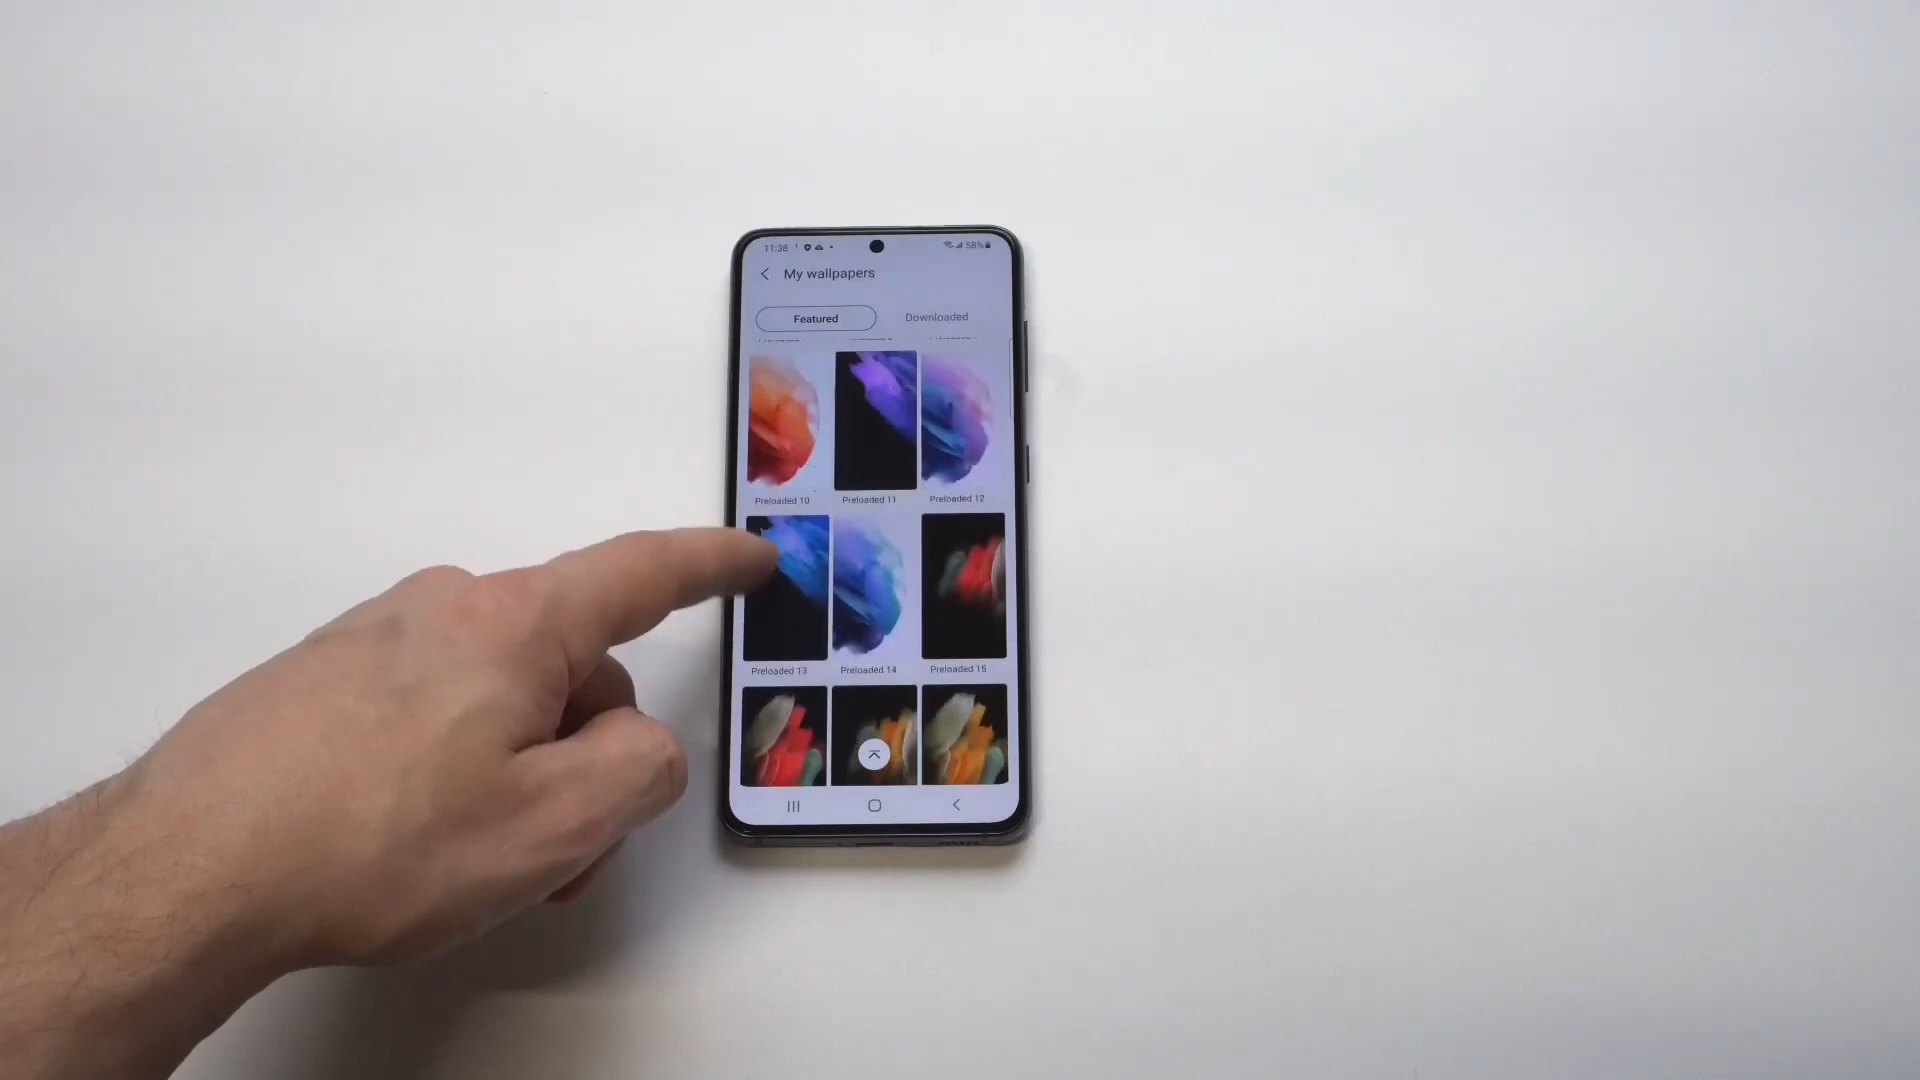 11:38
58%
My wallpapers
Featured
Downloaded
Preloaded 10
Preloaded 11
Preloaded 12
Preloaded 13
Preloaded 14
Preloaded 15